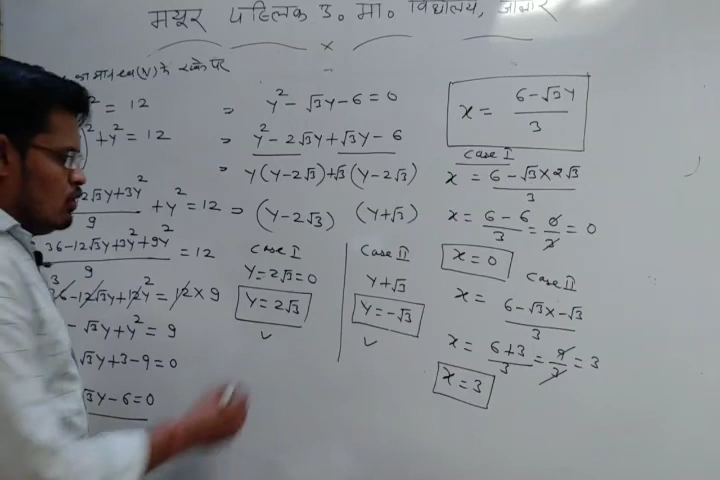 मयूर पब्लिक उ० मा० विद्यालय,
का मान समी (v) में रखने पर
² = 12
)² + y² = 12
2√3y+3y² / 9 + y² = 12
36-12√3y+3y²+9y² / 9 = 12
36-12√3y+12y² = 12×9
- √3y+y² = 9
√3y+3-9=0
√3y-6=0
⇒ y² - √3y-6 = 0
⇒ y² - 2√3y+√3y - 6
⇒ y(y-2√3)+√3(y-2√3)
⇒ (y-2√3) (y+√3)
Case I
y=2√3=0
y=2√3
Case II
y+√3
y=-√3
x = 6-√3y / 3
Case I
x = 6-√3×2√3 / 3
x = 6-6 / 3 = 0/3 = 0
x=0
Case II
x = 6-√3×-√3 / 3
x = 6+3 / 3 = 9/3 = 3
x=3